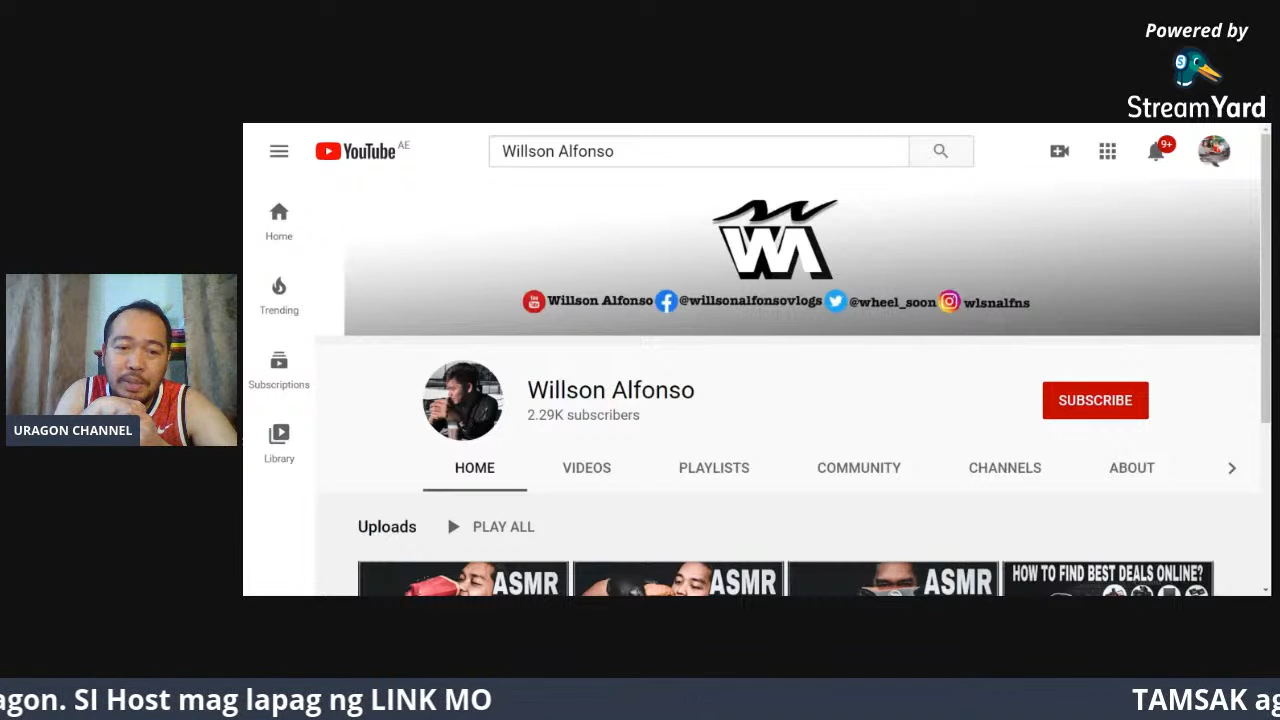 Powered by
StreamYard
YouTube AE
Willson Alfonso
9+
Home
Trending
Subscriptions
Library
WA
Willson Alfonso @willsonalfonsovlogs @wheel_soon wlsnalfns
Willson Alfonso
2.29K subscribers
SUBSCRIBE
HOME VIDEOS PLAYLISTS COMMUNITY CHANNELS ABOUT
Uploads PLAY ALL
ASMR ASMR ASMR HOW TO FIND BEST DEALS ONLINE?
URAGON CHANNEL
agon. SI Host mag lapag ng LINK MO TAMSAK ag